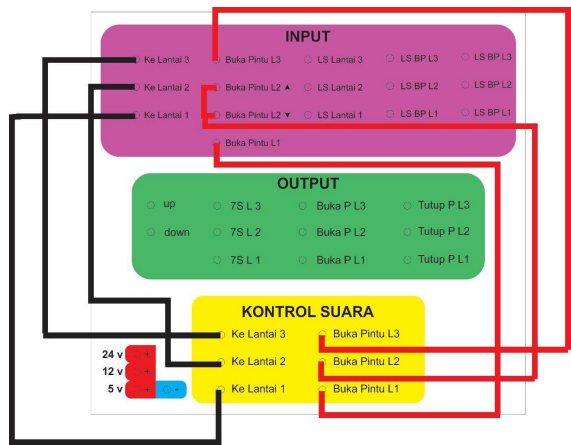 INPUT
Ke Lantai 3 Buka Pintu L3 LS Lantai 3 LS BP L3 LS BP L3
Ke Lantai 2 Buka Pintu L2 ▲ LS Lantai 2 LS BP L2 LS BP L2
Ke Lantai 1 Buka Pintu L2 ▼ LS Lantai 1 LS BP L1 LS BP L1
Buka Pintu L1
OUTPUT
up 7S L 3 Buka P L3 Tutup P L3
down 7S L 2 Buka P L2 Tutup P L2
7S L 1 Buka P L1 Tutup P L1
KONTROL SUARA
Ke Lantai 3 Buka Pintu L3
Ke Lantai 2 Buka Pintu L2
Ke Lantai 1 Buka Pintu L1
24 v +
12 v +
5 v + -